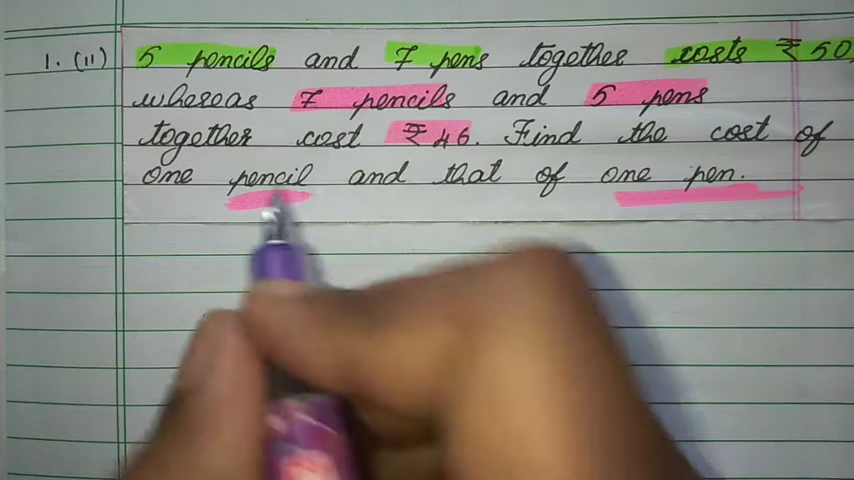 1. (11) 5 pencils and 7 pens together costs ₹ 50,
whereas 7 pencils and 5 pens
together cost ₹ 46. Find the cost of
one pencil and that of one pen.